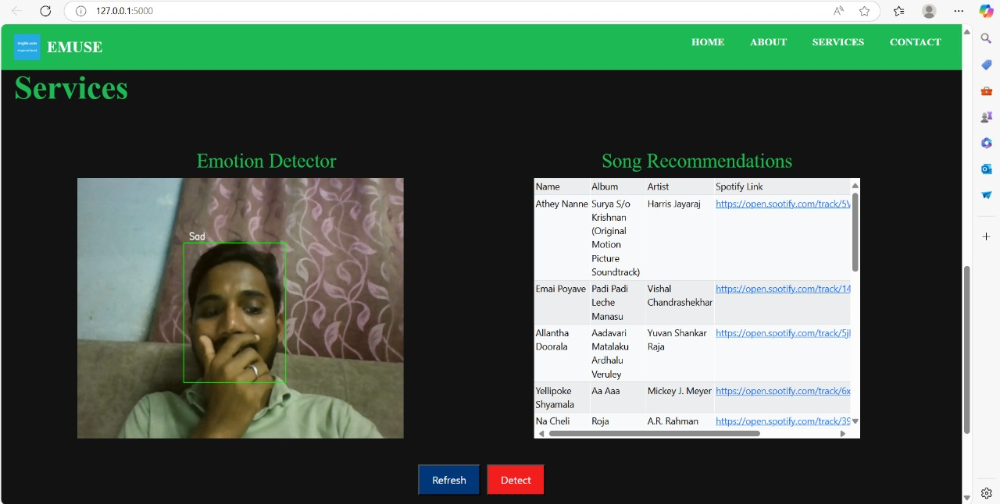 127.0.0.1:5000
EMUSE
HOME ABOUT SERVICES CONTACT
Services
Emotion Detector
Sad
Song Recommendations
Name Album Artist Spotify Link
Athey Nanne Surya S/o Harris Jayaraj https://open.spotify.com/track/5V
Krishnan
(Original
Motion
Picture
Soundtrack)
Emai Poyave Padi Padi Vishal https://open.spotify.com/track/14
Leche Chandrashekhar
Manasu
Allantha Aadavari Yuvan Shankar https://open.spotify.com/track/5jl
Doorala Matalaku Raja
Ardhalu
Veruley
Yellipoke Aa Aaa Mickey J. Meyer https://open.spotify.com/track/6x
Shyamala
Na Cheli Roja A.R. Rahman https://open.spotify.com/track/39
Refresh Detect